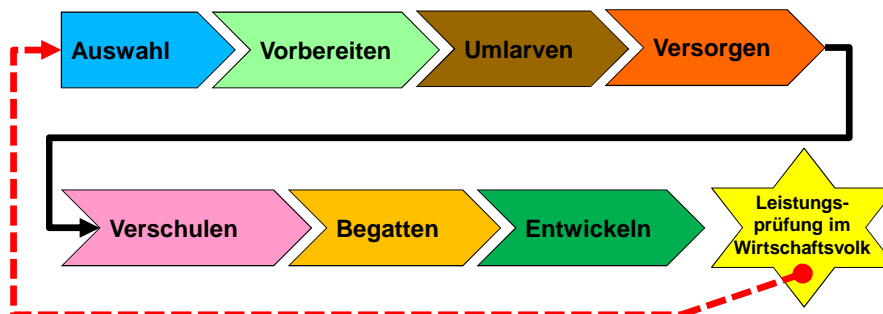 Auswahl
Vorbereiten
Umlarven
Versorgen
Verschulen
Begatten
Entwickeln
Leistungs-
prüfung im
Wirtschaftsvolk